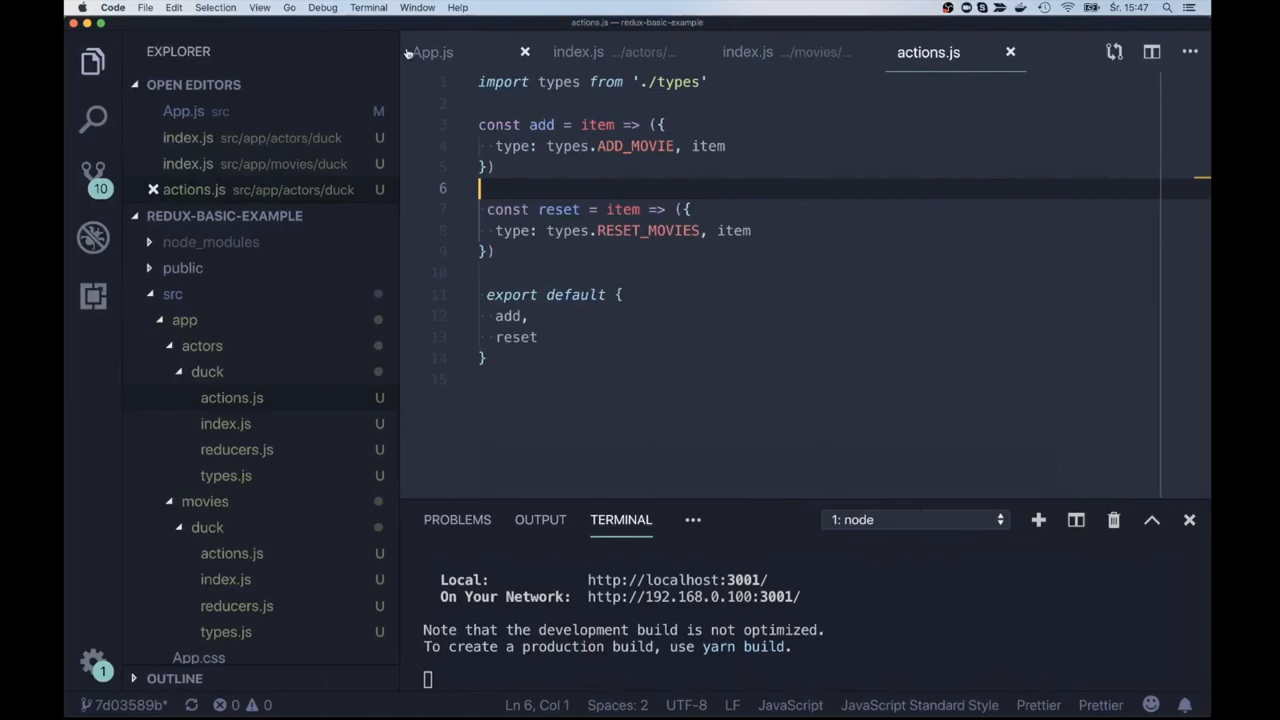 Code File Edit Selection View Go Debug Terminal Window Help
Śr. 15:47
actions.js — redux-basic-example
EXPLORER
OPEN EDITORS
App.js src M
index.js src/app/actors/duck U
index.js src/app/movies/duck U
actions.js src/app/actors/duck U
REDUX-BASIC-EXAMPLE
node_modules
public
src
app
actors
duck
actions.js U
index.js U
reducers.js U
types.js U
movies
duck
actions.js U
index.js U
reducers.js U
types.js U
App.css
OUTLINE
10
1
App.js index.js .../actors/... index.js .../movies/... actions.js
1 import types from './types'
2
3 const add = item => ({
4 type: types.ADD_MOVIE, item
5 })
6
7 const reset = item => ({
8 type: types.RESET_MOVIES, item
9 })
10
11 export default {
12 add,
13 reset
14 }
15
PROBLEMS OUTPUT TERMINAL ••• 1: node
Local: http://localhost:3001/
On Your Network: http://192.168.0.100:3001/
Note that the development build is not optimized.
To create a production build, use yarn build.
7d03589b* 0 0 Ln 6, Col 1 Spaces: 2 UTF-8 LF JavaScript JavaScript Standard Style Prettier Prettier